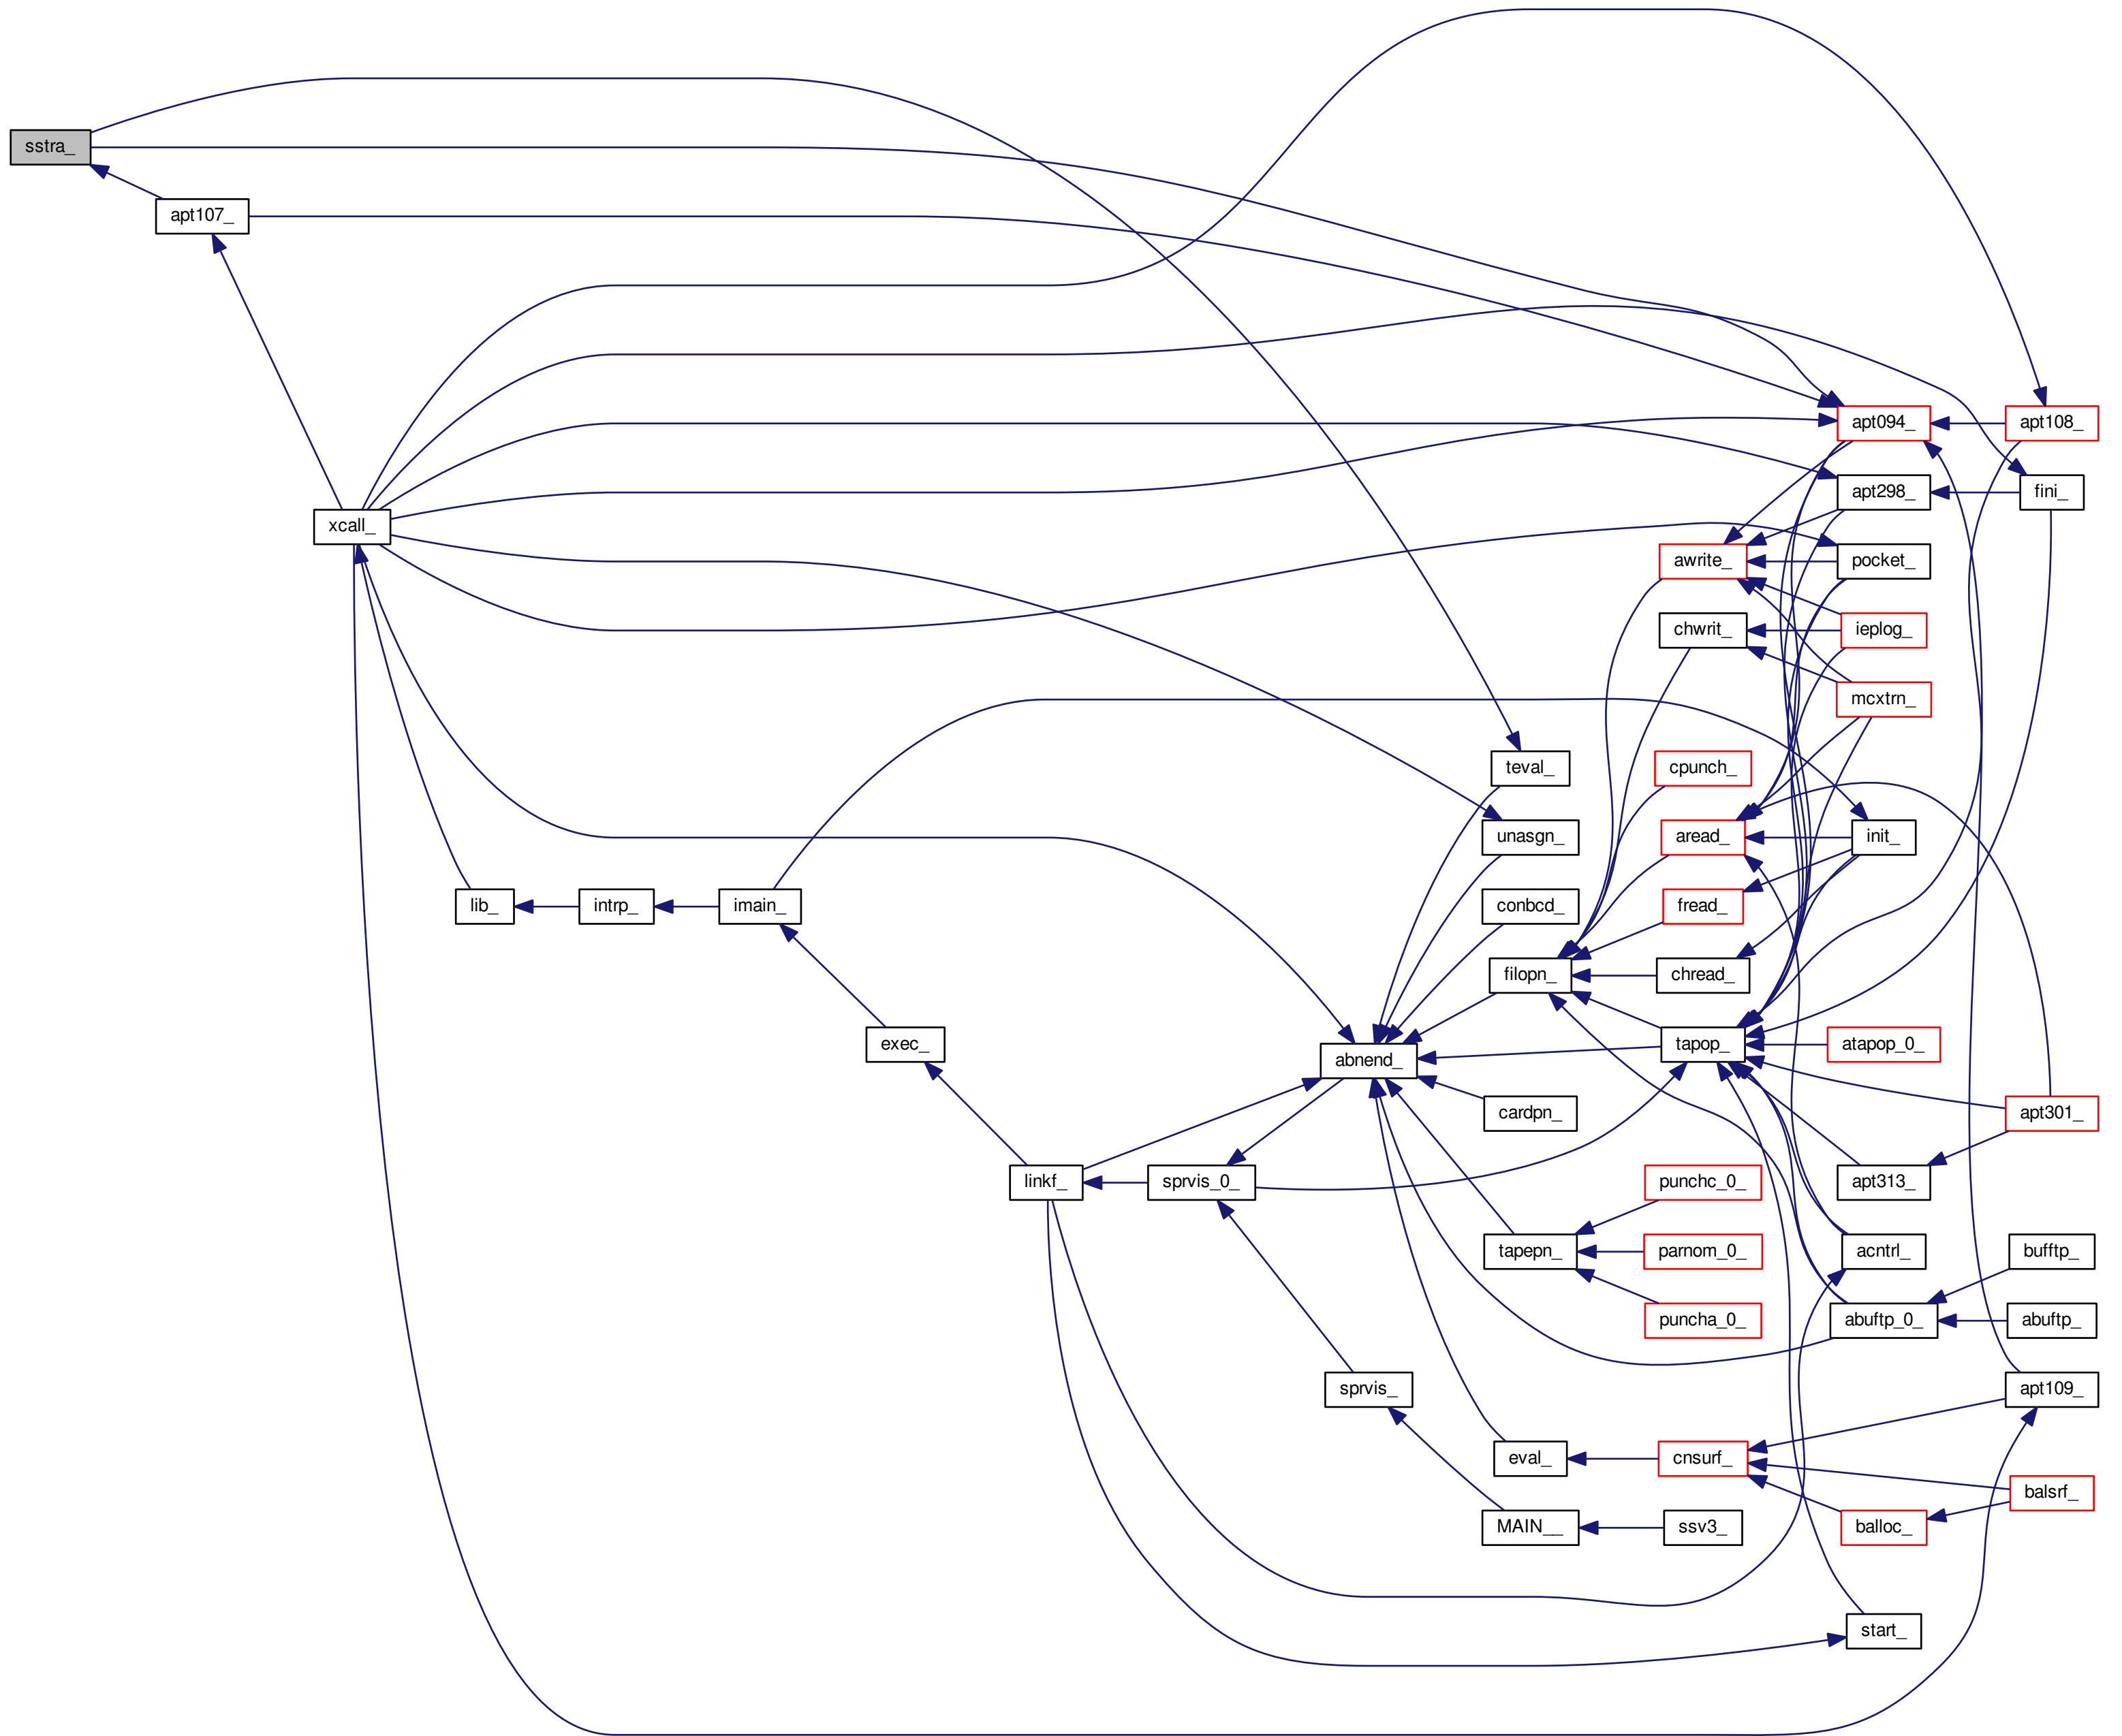 sstra_
apt107_
apt094_
apt108_
apt298_
fini_
xcall_
awrite_
pocket_
chwrit_
ieplog_
mcxtrn_
teval_
cpunch_
unasgn_
aread_
init_
lib_
intrp_
imain_
conbcd_
fread_
filopn_
chread_
exec_
abnend_
tapop_
atapop_0_
cardpn_
apt301_
linkf_
sprvis_0_
punchc_0_
apt313_
tapepn_
parnom_0_
acntrl_
bufftp_
puncha_0_
abuftp_0_
abuftp_
sprvis_
apt109_
eval_
cnsurf_
balsrf_
MAIN__
ssv3_
balloc_
start_